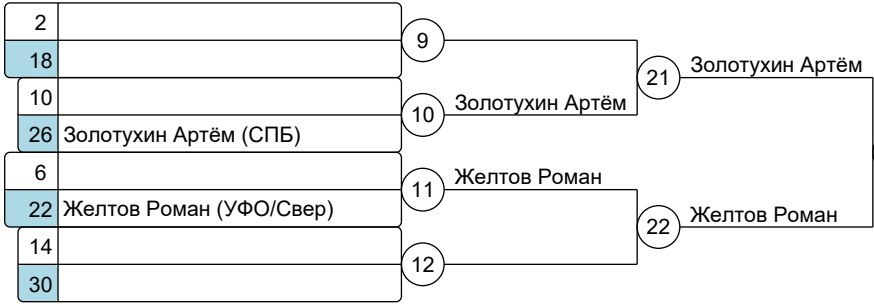 2
9
18
21 Золотухин Артём
10
10 Золотухин Артём
26 Золотухин Артём (СПБ)
6
11 Желтов Роман
22 Желтов Роман (УФО/Свер)
22 Желтов Роман
14
12
30